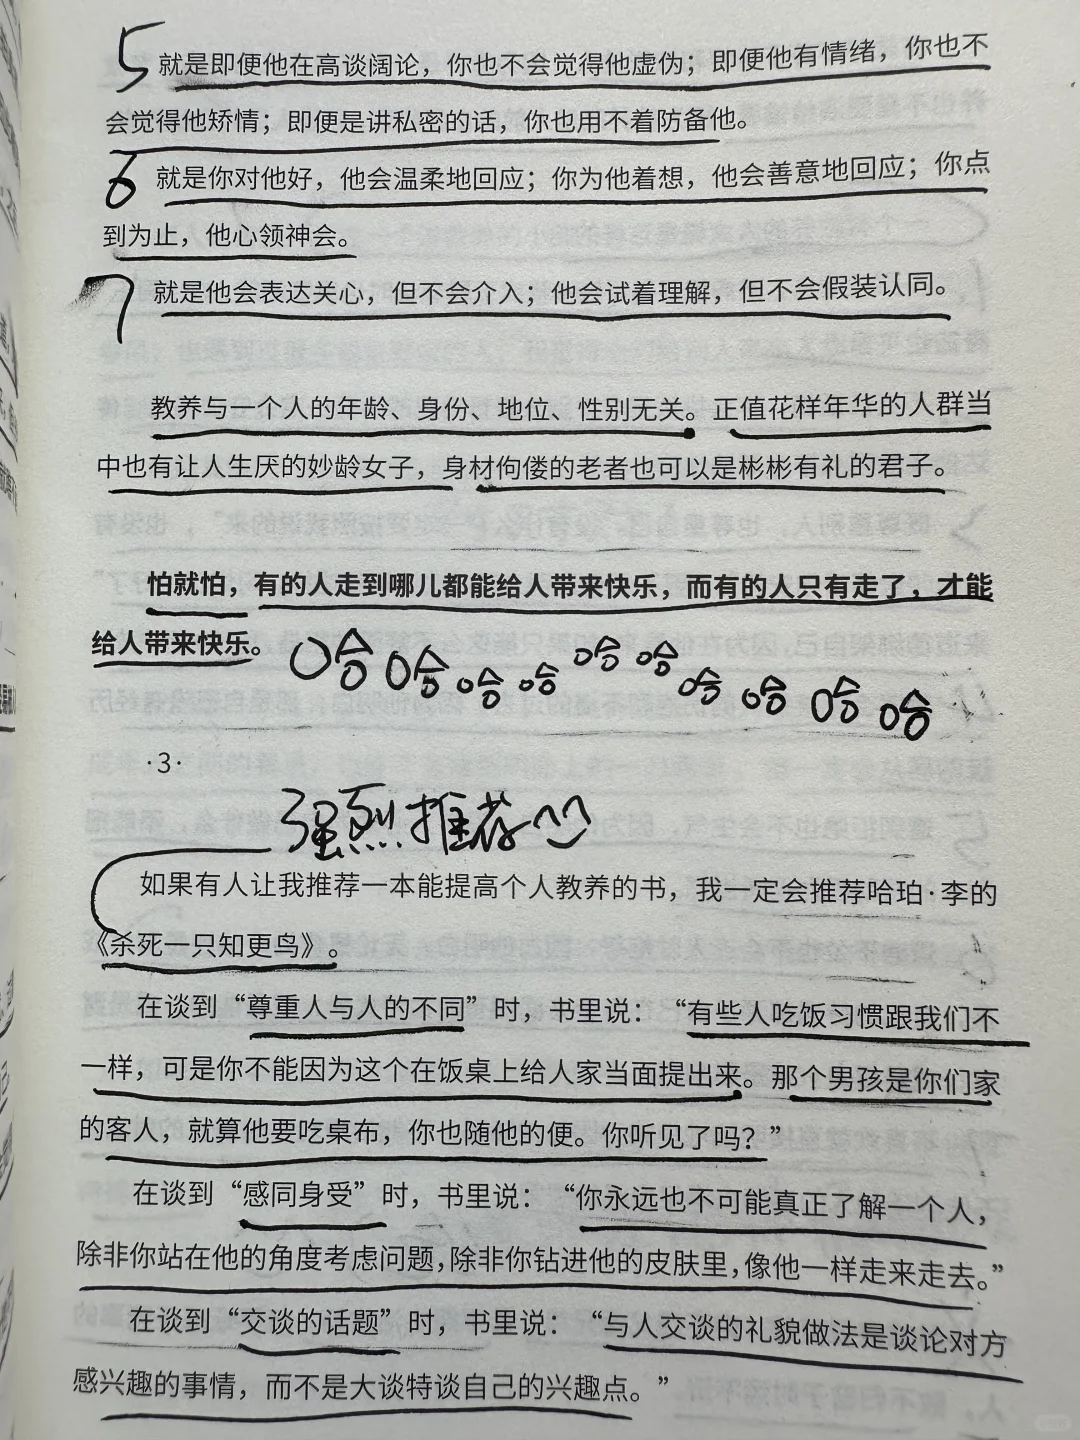 5 就是即便他在高谈阔论，你也不会觉得他虚伪；即便他有情绪，你也不
会觉得他矫情；即便是讲私密的话，你也用不着防备他。
6 就是你对他好，他会温柔地回应；你为他着想，他会善意地回应；你点
到为止，他心领神会。
7 就是他会表达关心，但不会介入；他会试着理解，但不会假装认同。
教养与一个人的年龄、身份、地位、性别无关。正值花样年华的人群当
中也有让人生厌的妙龄女子，身材佝偻的老者也可以是彬彬有礼的君子。
怕就怕，有的人走到哪儿都能给人带来快乐，而有的人只有走了，才能
给人带来快乐。哈哈哈哈哈哈哈哈哈哈
·3·
强烈推荐
如果有人让我推荐一本能提高个人教养的书，我一定会推荐哈珀·李的
《杀死一只知更鸟》。
在谈到“尊重人与人的不同”时，书里说：“有些人吃饭习惯跟我们不
一样，可是你不能因为这个在饭桌上给人家当面提出来。那个男孩是你们家
的客人，就算他要吃桌布，你也随他的便。你听见了吗？”
在谈到“感同身受”时，书里说：“你永远也不可能真正了解一个人，
除非你站在他的角度考虑问题，除非你钻进他的皮肤里，像他一样走来走去。”
在谈到“交谈的话题”时，书里说：“与人交谈的礼貌做法是谈论对方
感兴趣的事情，而不是大谈特谈自己的兴趣点。”